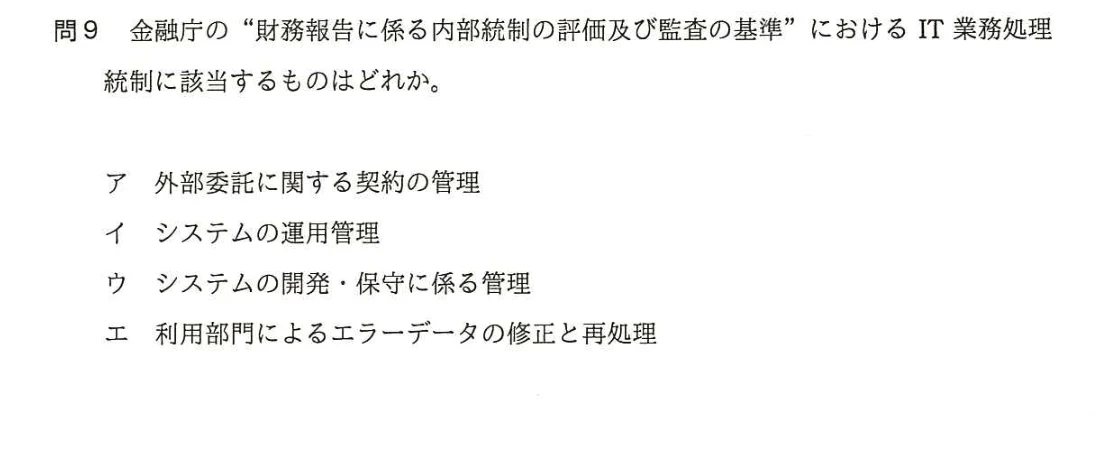 問9 金融庁の“財務報告に係る内部統制の評価及び監査の基準”における IT 業務処理
統制に該当するものはどれか。
ア 外部委託に関する契約の管理
イ システムの運用管理
ウ システムの開発・保守に係る管理
エ 利用部門によるエラーデータの修正と再処理